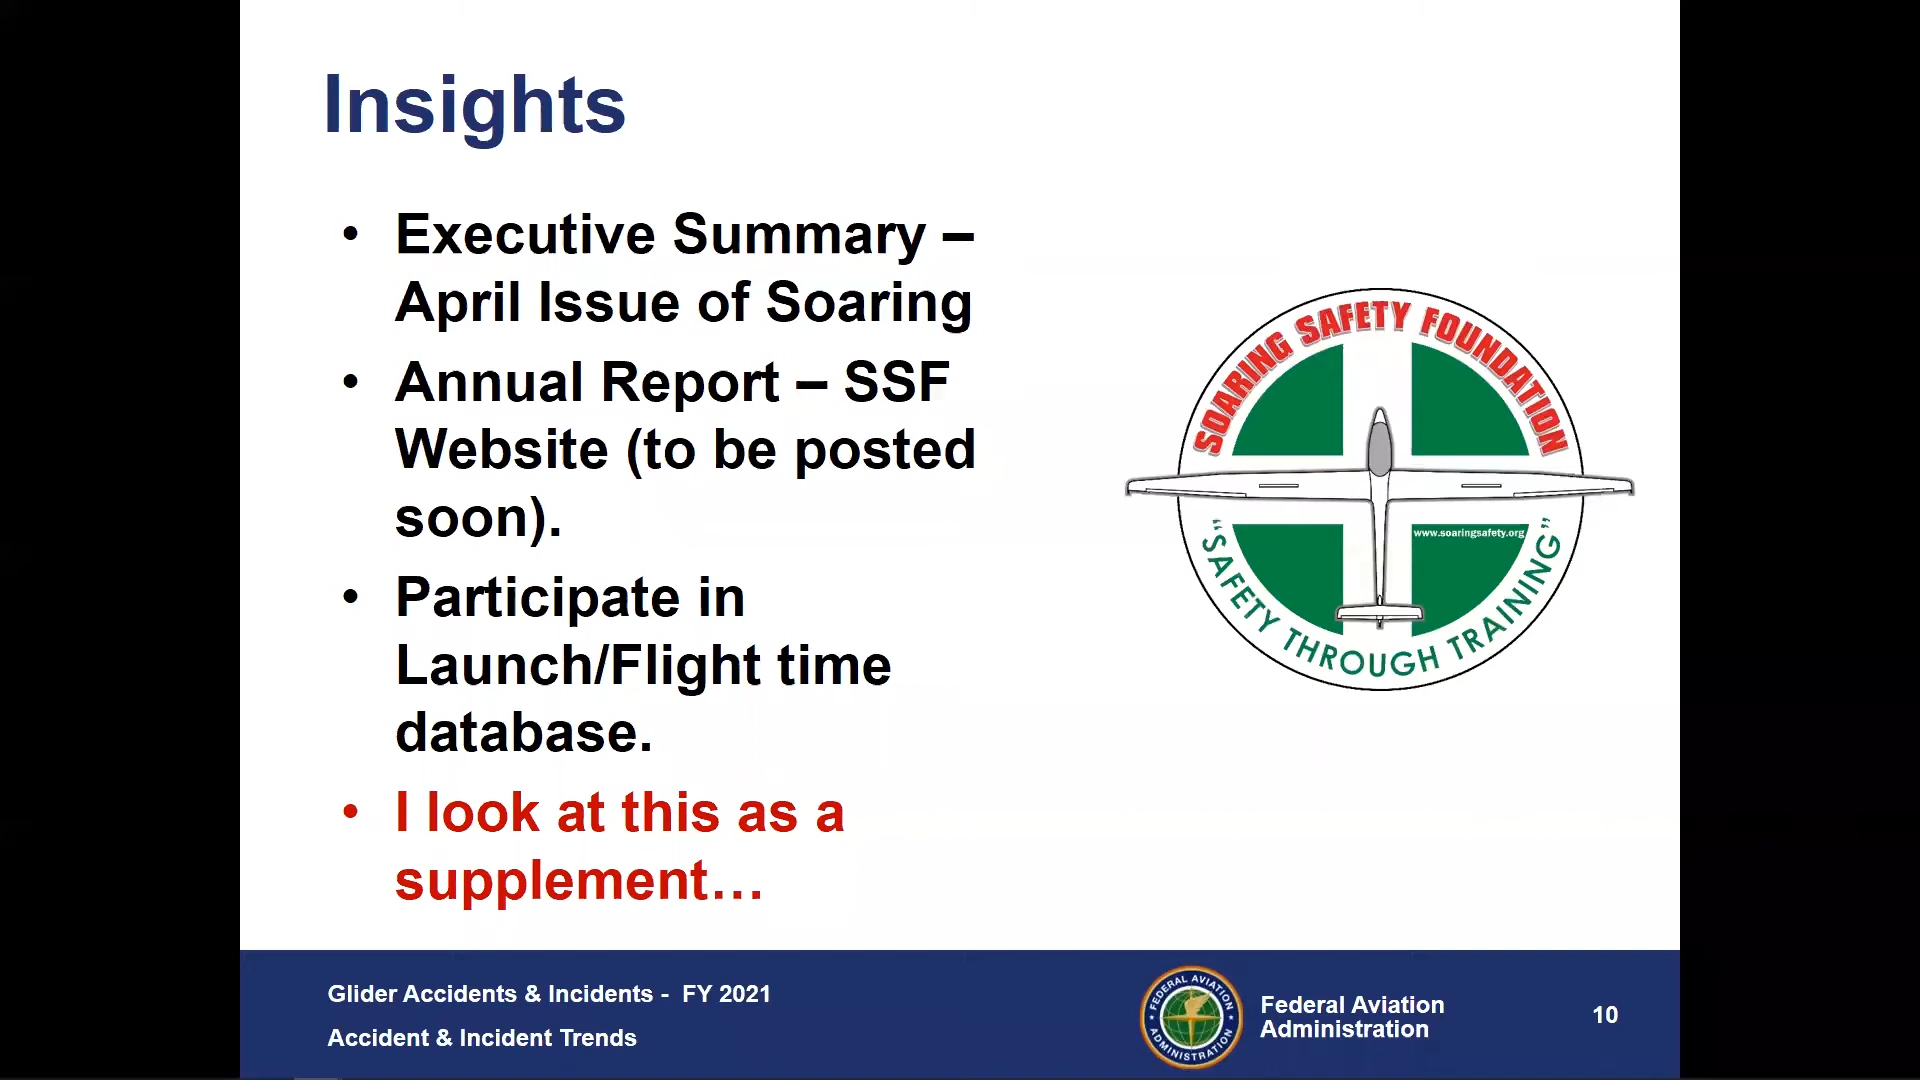 Insights
• Executive Summary –
April Issue of Soaring
• Annual Report – SSF
Website (to be posted
soon).
• Participate in
Launch/Flight time
database.
• I look at this as a
supplement…
SOARING SAFETY FOUNDATION
www.soaringsafety.org
“SAFETY THROUGH TRAINING”
Glider Accidents & Incidents - FY 2021
Accident & Incident Trends
FEDERAL AVIATION
ADMINISTRATION
Federal Aviation
Administration
10